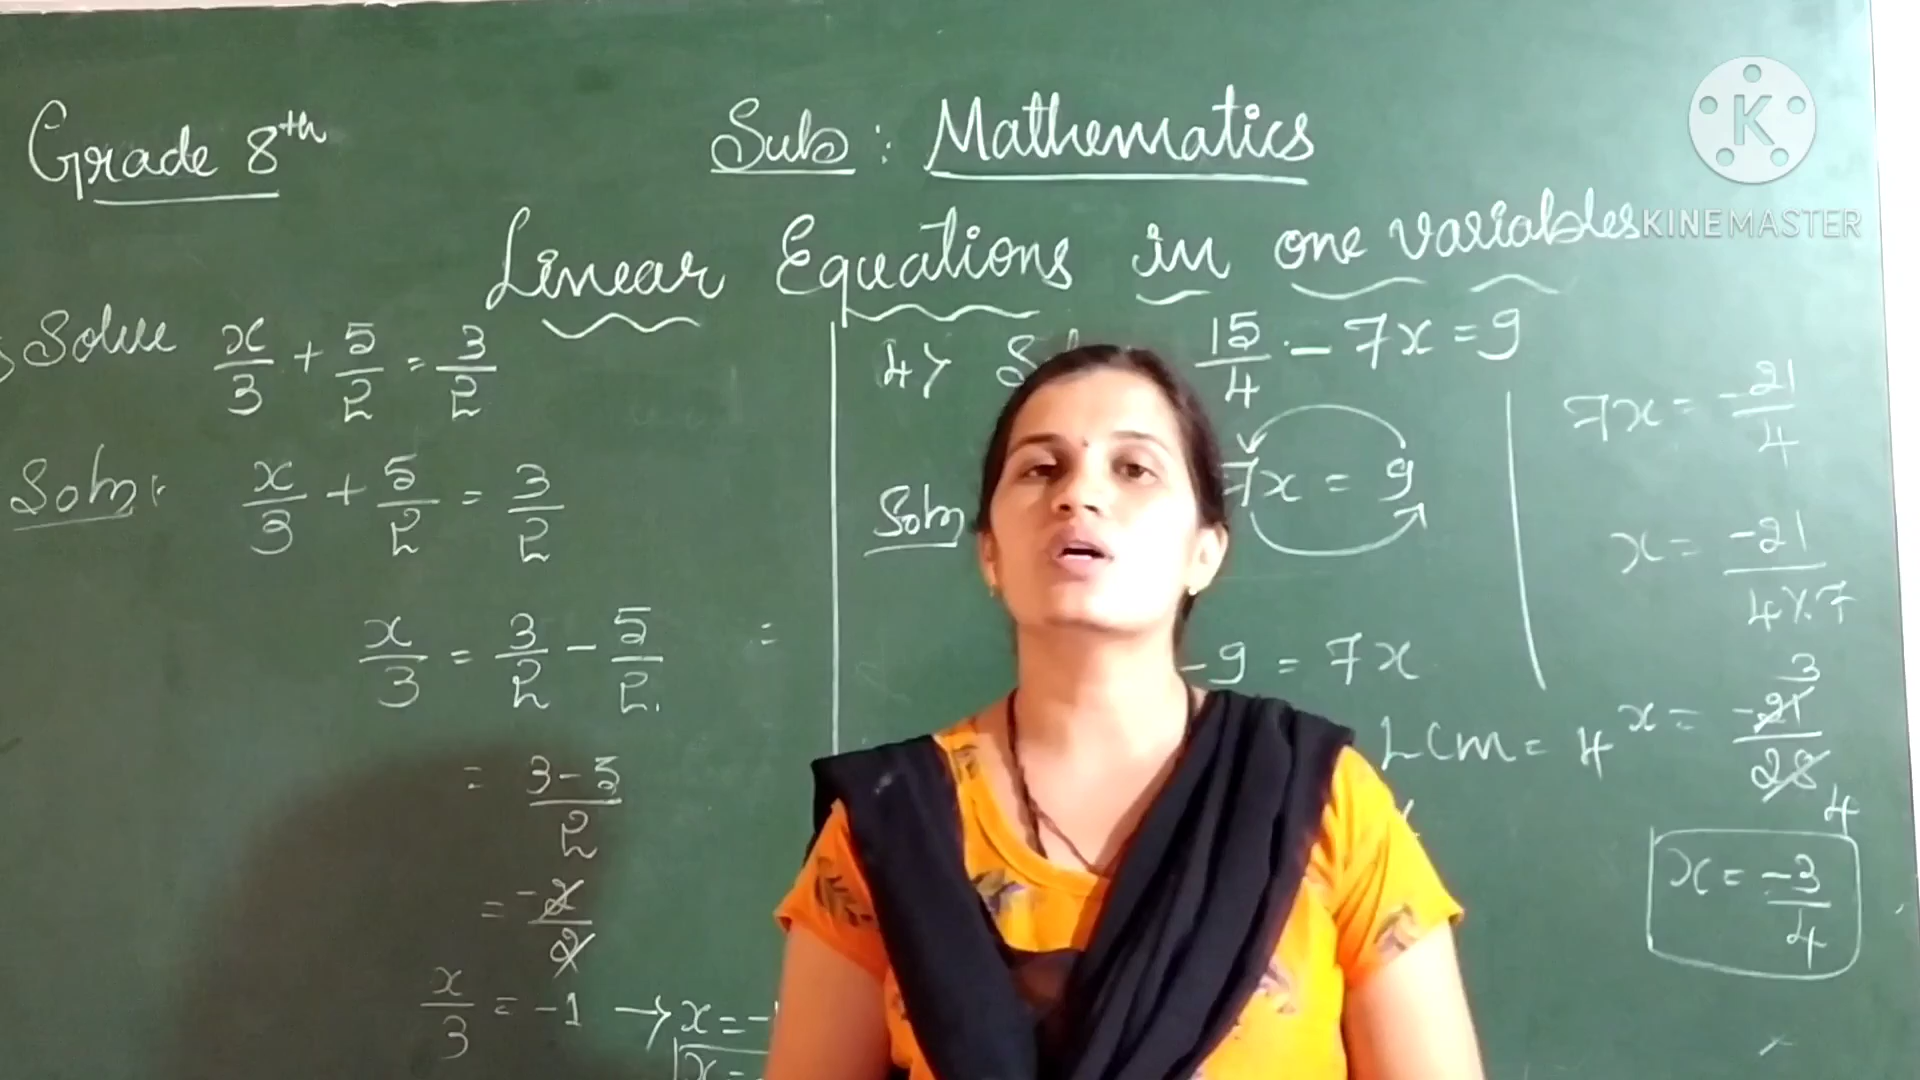 Grade 8th
Sub : Mathematics
Linear Equations in one variables
Solve x/3 + 5/2 = 3/2
Soln: x/3 + 5/2 = 3/2
x/3 = 3/2 - 5/2.
= 3-5/2
= -2/2
x/3 = -1 → x = -
x = -
4> 15/4 - 7x = 9
Soln 7x = 9
- 9 = 7x
LCM = 4
7x = -21/4
x = -21/4x7
x = -21/28 3 4
x = -3/4
K
KINEMASTER